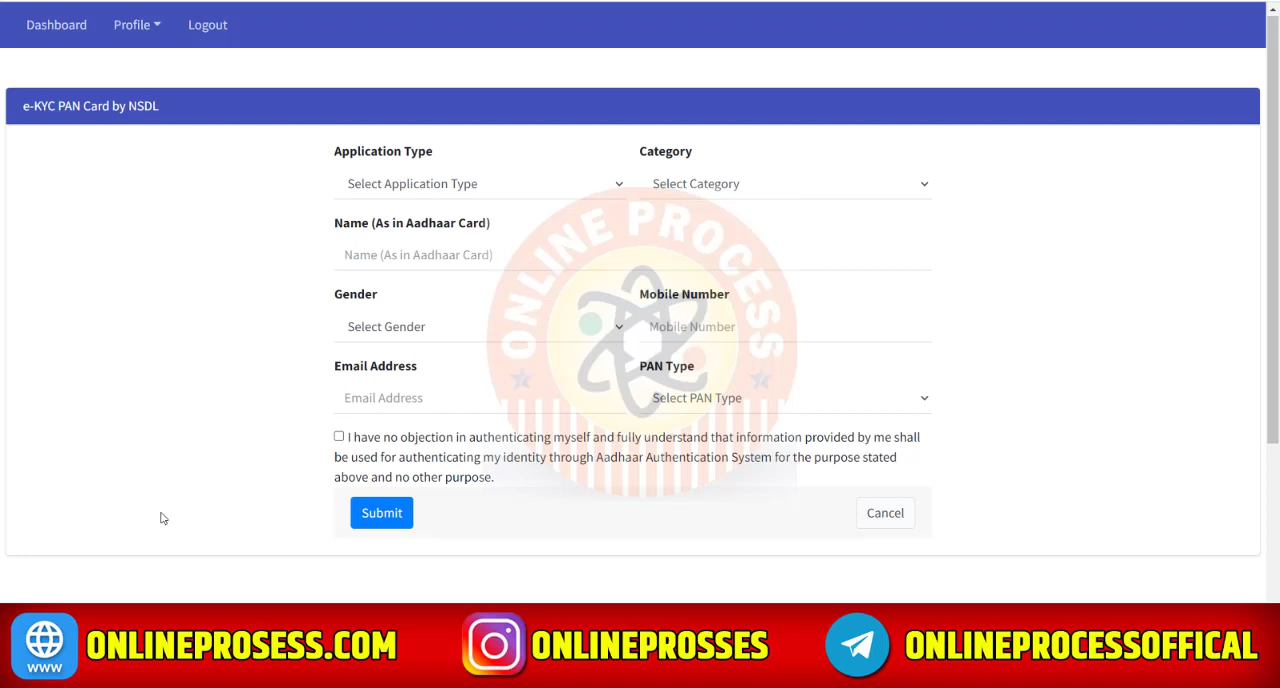 Dashboard Profile Logout
e-KYC PAN Card by NSDL
Application Type Category
Select Application Type Select Category
Name (As in Aadhaar Card)
Name (As in Aadhaar Card)
Gender Mobile Number
Select Gender Mobile Number
Email Address PAN Type
Email Address Select PAN Type
I have no objection in authenticating myself and fully understand that information provided by me shall
be used for authenticating my identity through Aadhaar Authentication System for the purpose stated
above and no other purpose.
Submit Cancel
ONLINE PROCESS
WWW ONLINEPROSESS.COM ONLINEPROSSES ONLINEPROCESSOFFICAL